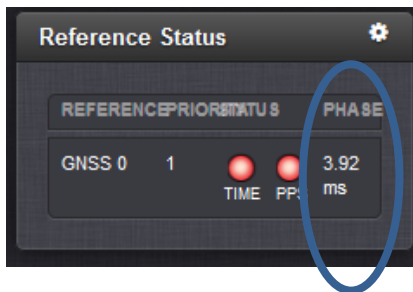 Reference Status
REFERENCE PRIORITY STATUS PHASE
GNSS 0 1 3.92
TIME PPS ms